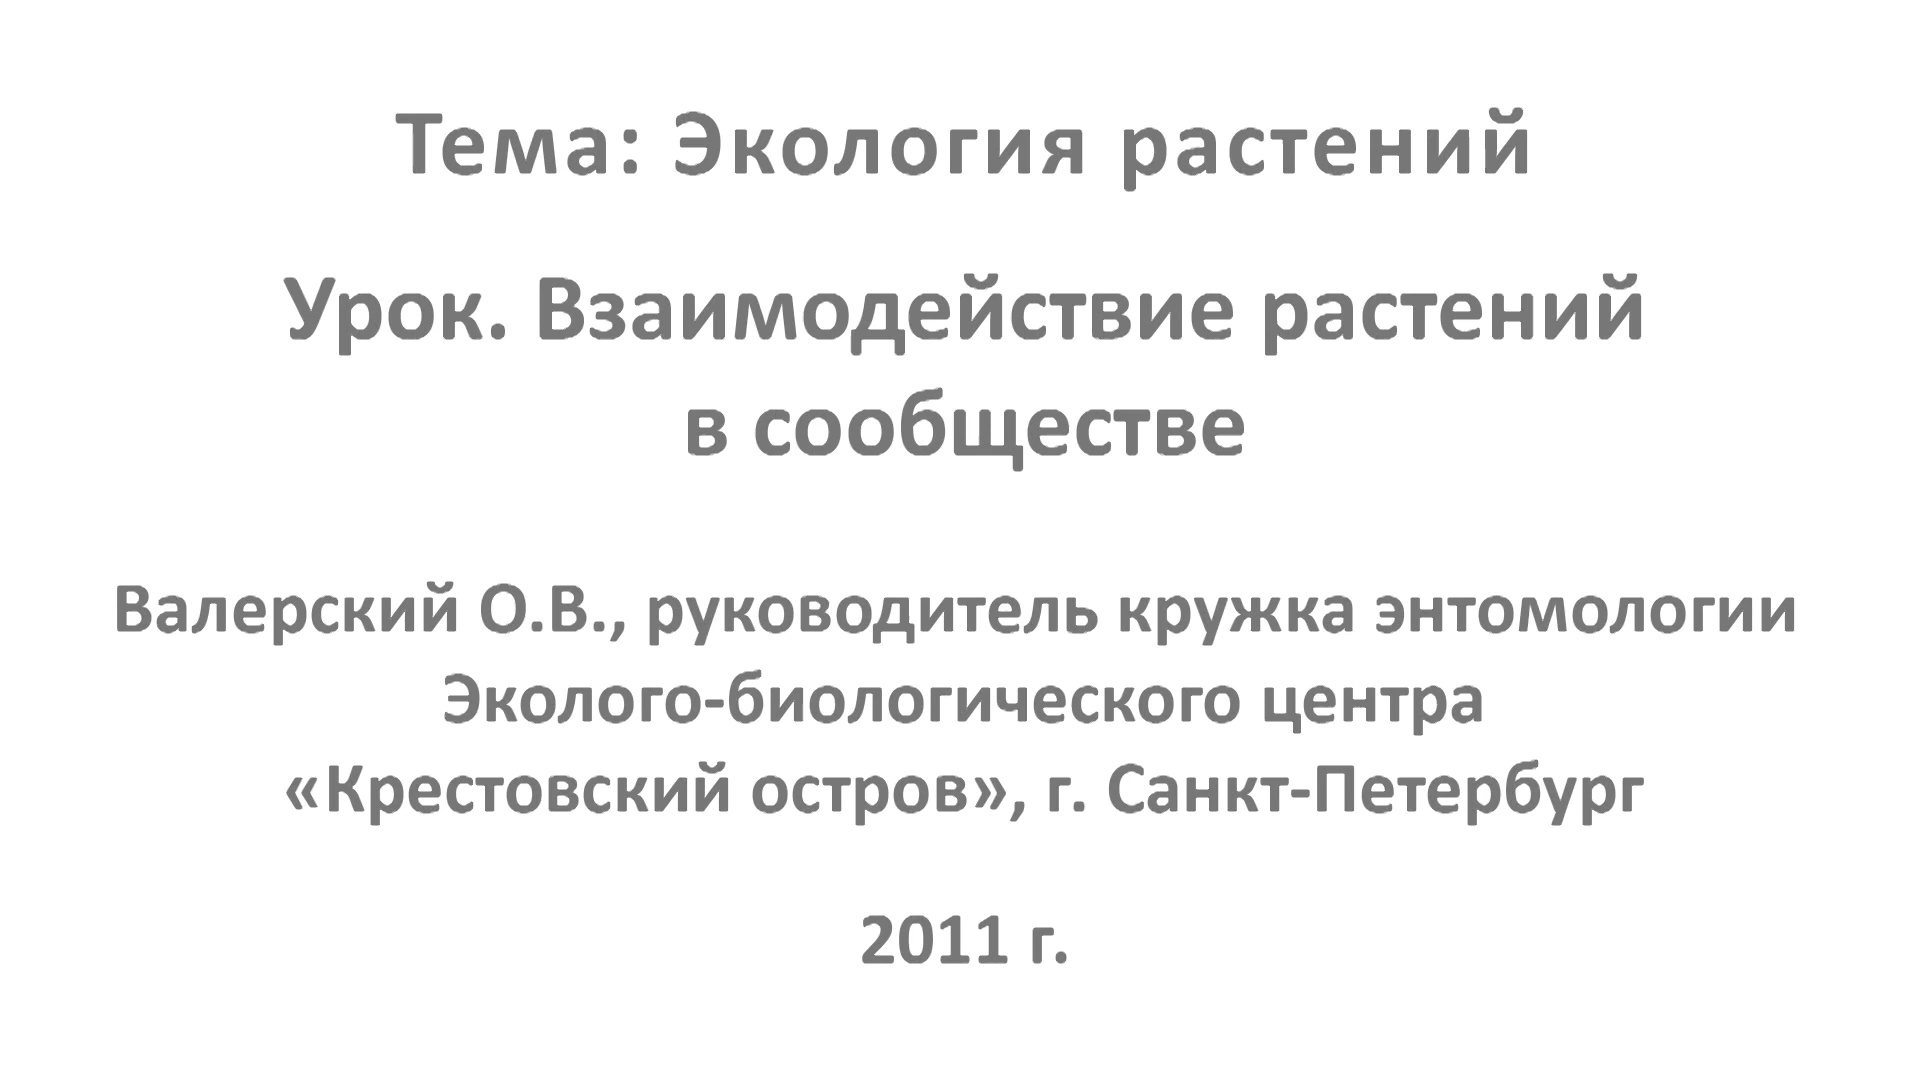 Тема: Экология растений
Урок. Взаимодействие растений
в сообществе
Валерский О.В., руководитель кружка энтомологии
Эколого-биологического центра
«Крестовский остров», г. Санкт-Петербург
2011 г.